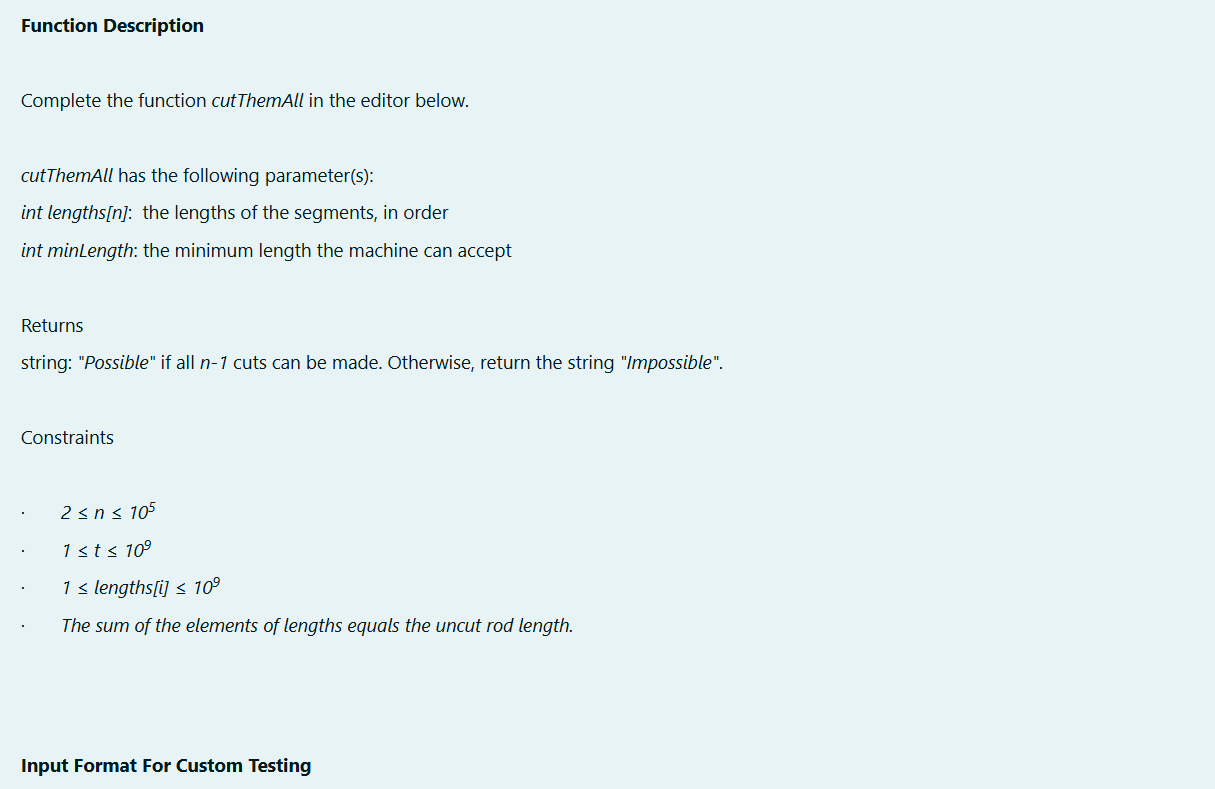 Function Description
Complete the function cutThemAll in the editor below.
cutThemAll has the following parameter(s):
int lengths[n]:  the lengths of the segments, in order
int minLength: the minimum length the machine can accept
Returns
string: "Possible" if all n-1 cuts can be made. Otherwise, return the string "Impossible".
Constraints
· 2 ≤ n ≤ 10⁵
· 1 ≤ t ≤ 10⁹
· 1 ≤ lengths[i] ≤ 10⁹
· The sum of the elements of lengths equals the uncut rod length.
Input Format For Custom Testing